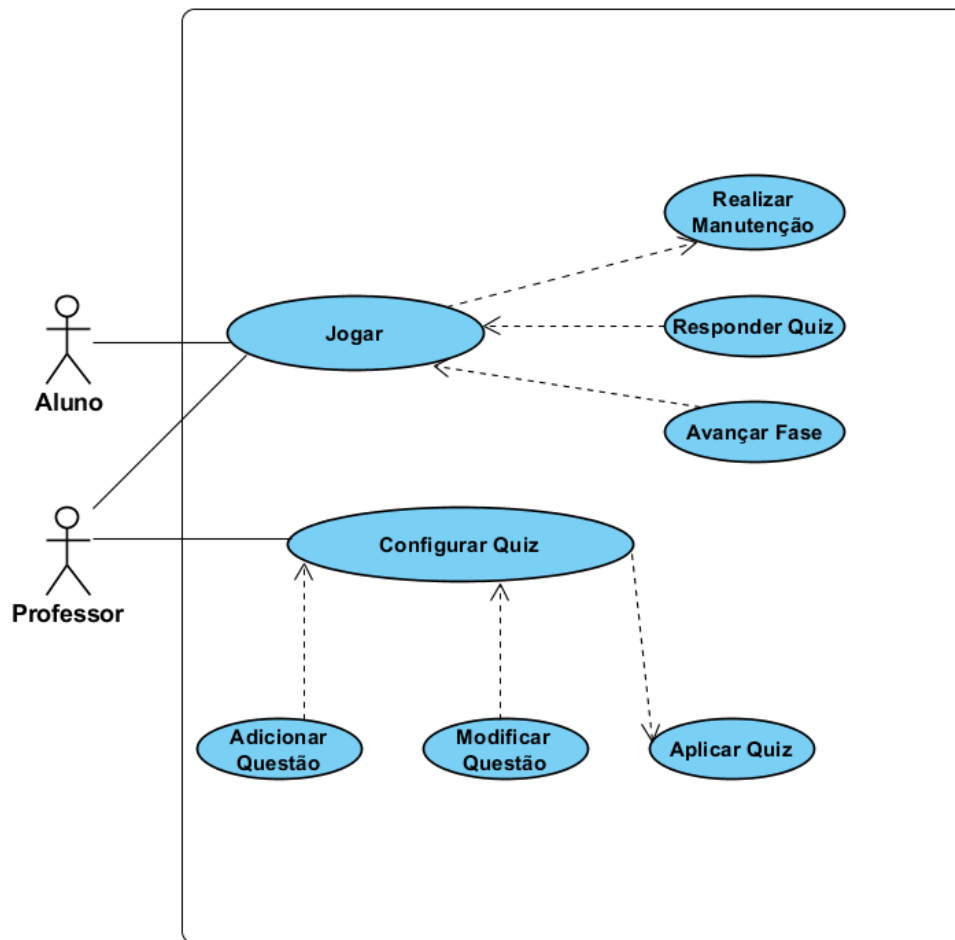 Realizar
Manutenção
Jogar
Responder Quiz
Aluno
Avançar Fase
Configurar Quiz
Professor
Adicionar
Questão
Modificar
Questão
Aplicar Quiz